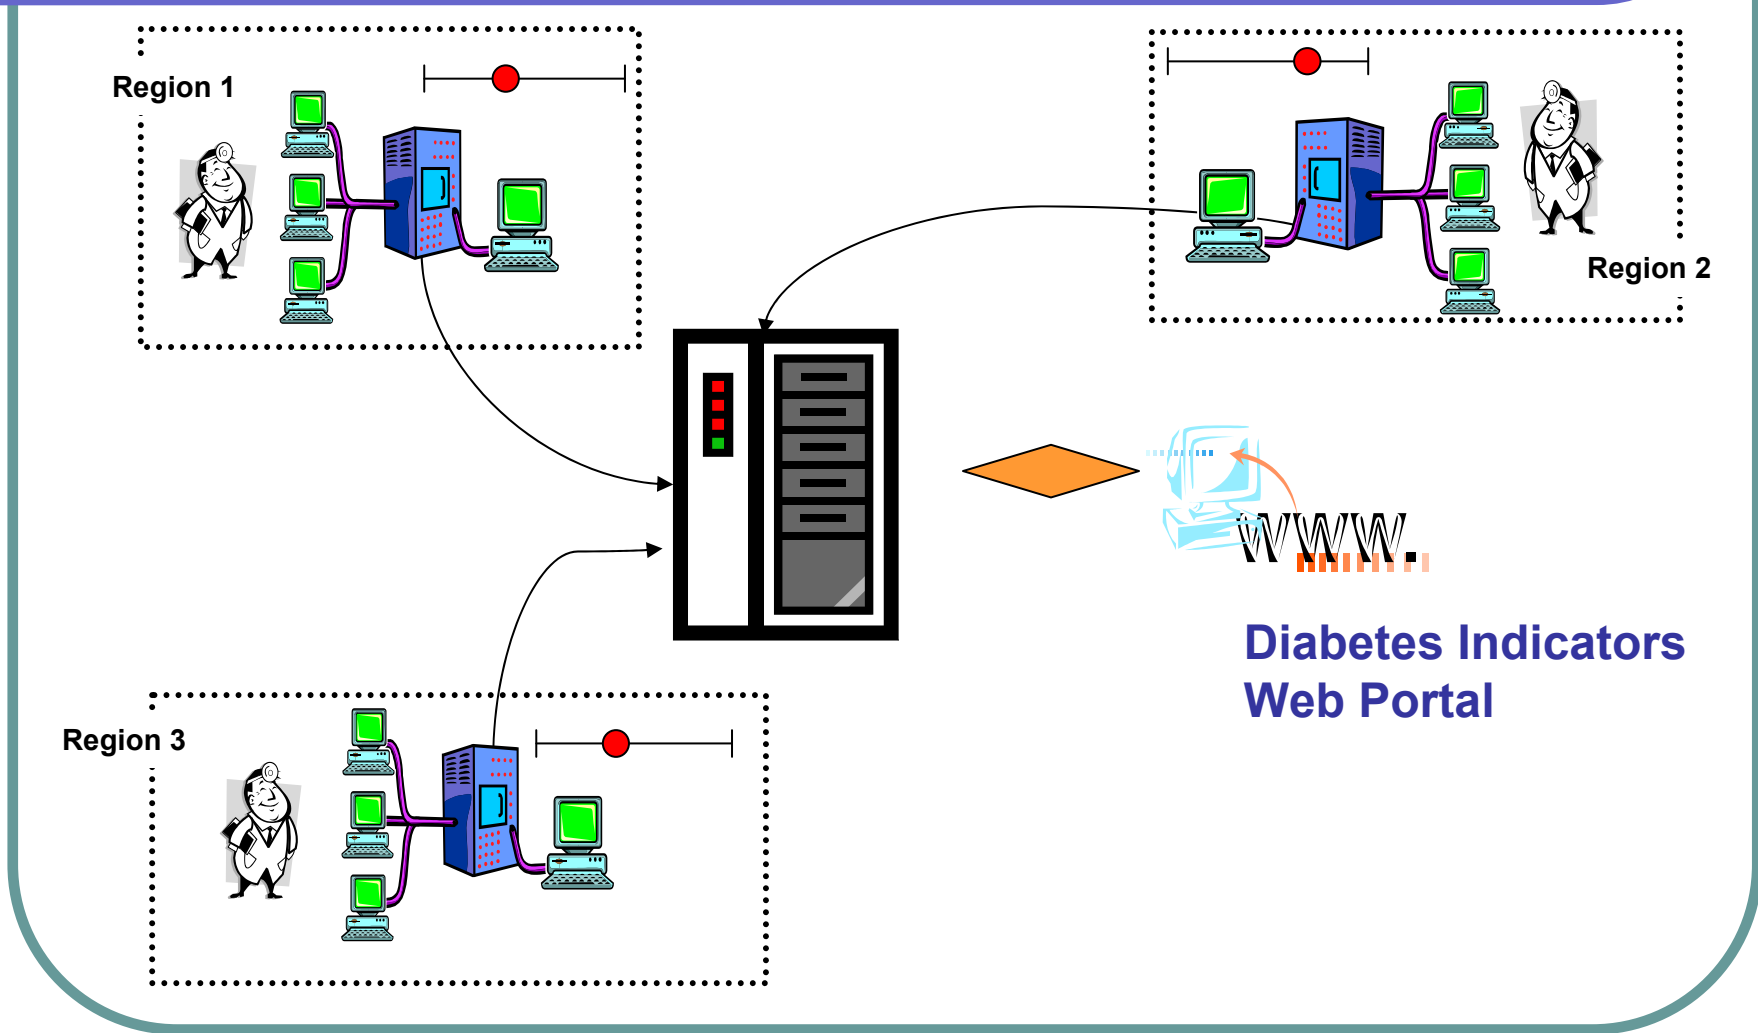 Region 1
Region 2
www.
Diabetes Indicators
Web Portal
Region 3